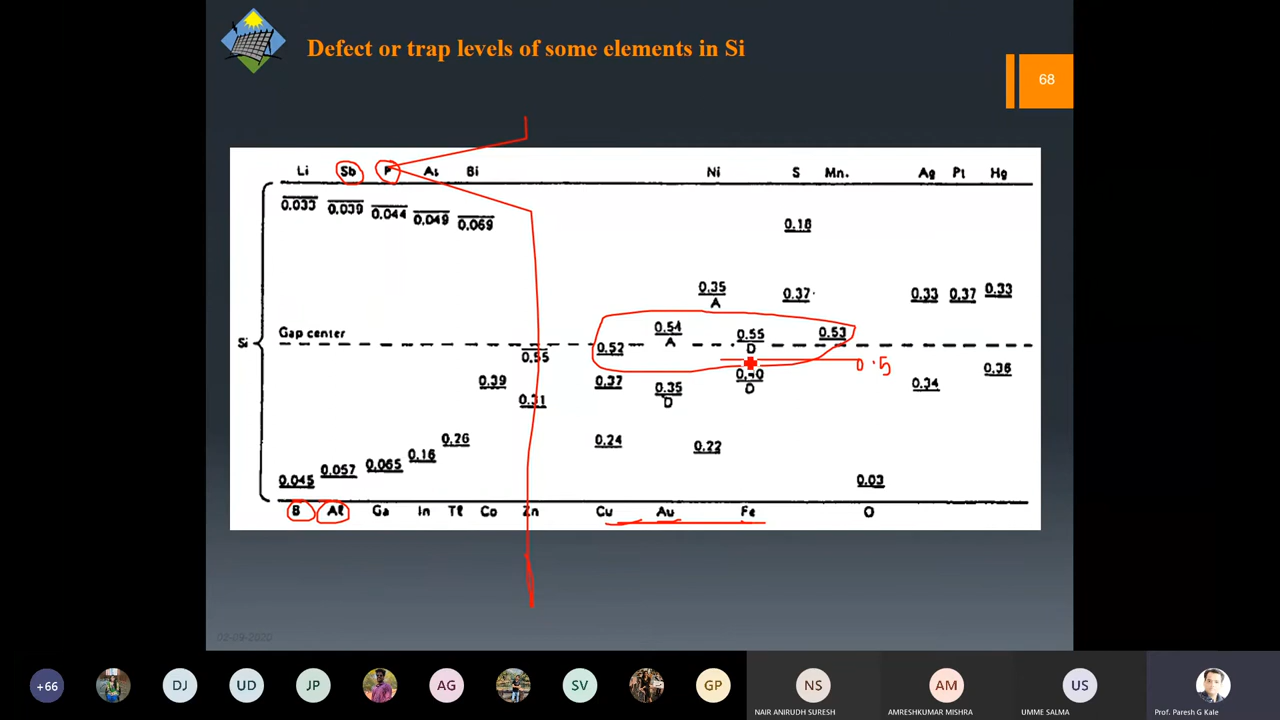 Defect or trap levels of some elements in Si
68
Li Sb P As Bi Ni S Mn. Ag Pt Hg
0.033 0.039 0.044 0.049 0.069 0.18
0.35 0.37 0.33 0.37 0.33
A
Gap center 0.54 0.55 0.53
A D
Si 0.55 0.52
0.5
0.39 0.37 0.35 0.40 0.34 0.36
D D
0.31
0.26 0.24 0.22
0.045 0.057 0.065 0.16 0.03
B Al Ga In Tl Co Zn Cu Au Fe O
02-09-2020
+66 DJ UD JP AG SV GP NS AM US
NAIR ANIRUDH SURESH AMRESHKUMAR MISHRA UMME SALMA Prof. Paresh G Kale